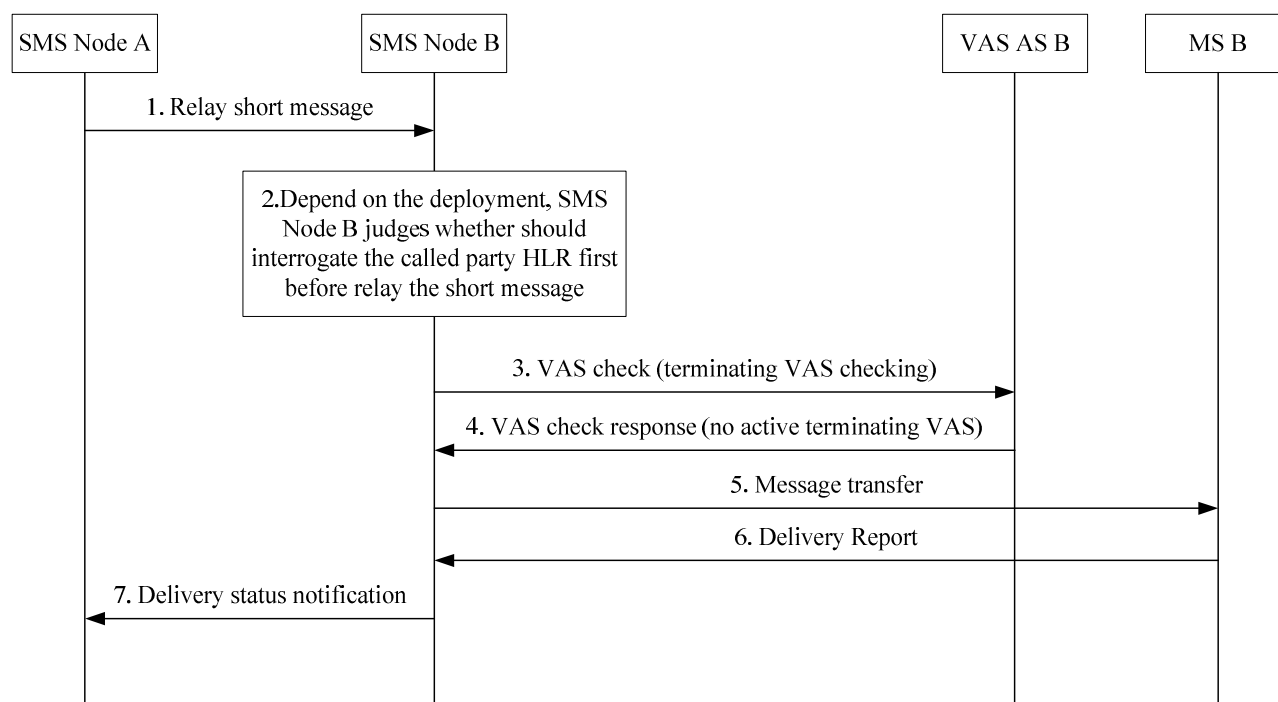 SMS Node A
SMS Node B
VAS AS B
MS B
1. Relay short message
2.Depend on the deployment, SMS
Node B judges whether should
interrogate the called party HLR first
before relay the short message
3. VAS check (terminating VAS checking)
4. VAS check response (no active terminating VAS)
5. Message transfer
6. Delivery Report
7. Delivery status notification